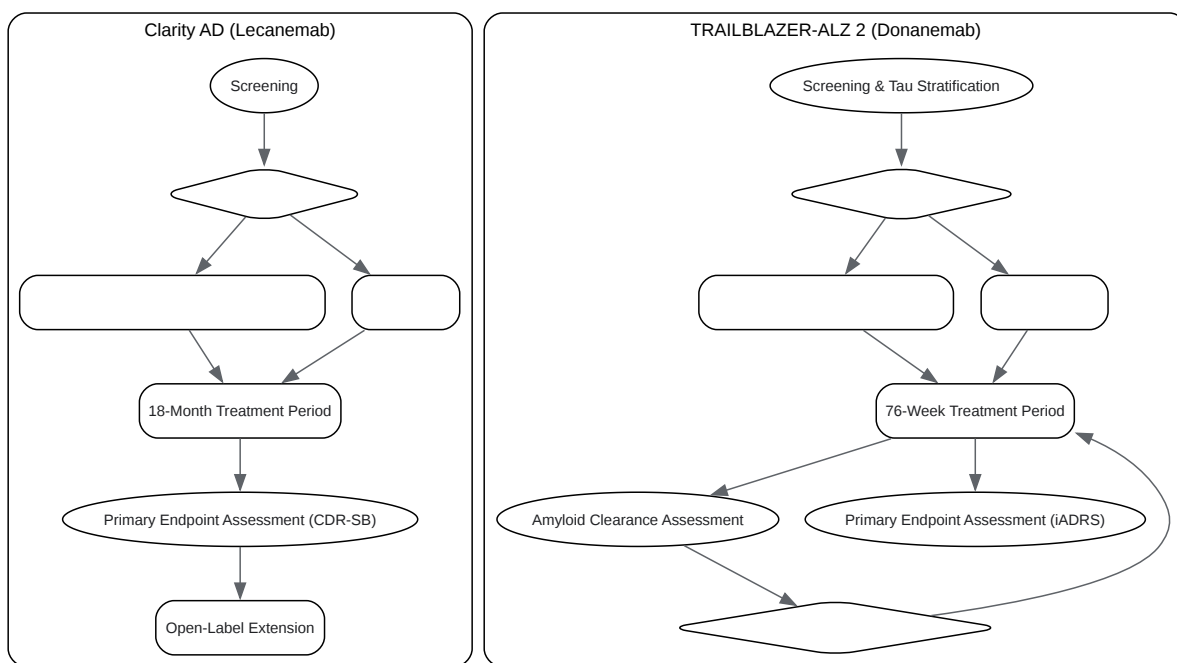 Clarity AD (Lecanemab)
Screening
18-Month Treatment Period
Primary Endpoint Assessment (CDR-SB)
Open-Label Extension
TRAILBLAZER-ALZ 2 (Donanemab)
Screening & Tau Stratification
76-Week Treatment Period
Amyloid Clearance Assessment
Primary Endpoint Assessment (iADRS)